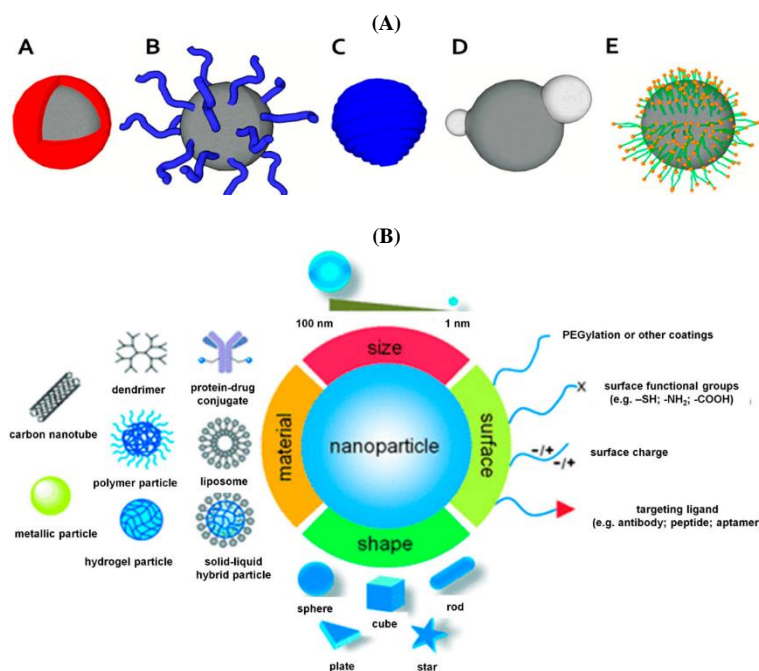 (A)
A
B
C
D
E
(B)
100 nm
1 nm
size
material
nanoparticle
surface
shape
dendrimer
protein-drug
conjugate
carbon nanotube
polymer particle
liposome
metallic particle
hydrogel particle
solid-liquid
hybrid particle
PEGylation or other coatings
X
surface functional groups
(e.g. –SH; -NH₂; -COOH)
−/+
−/+
surface charge
targeting ligand
(e.g. antibody; peptide; aptamer
sphere
cube
rod
plate
star